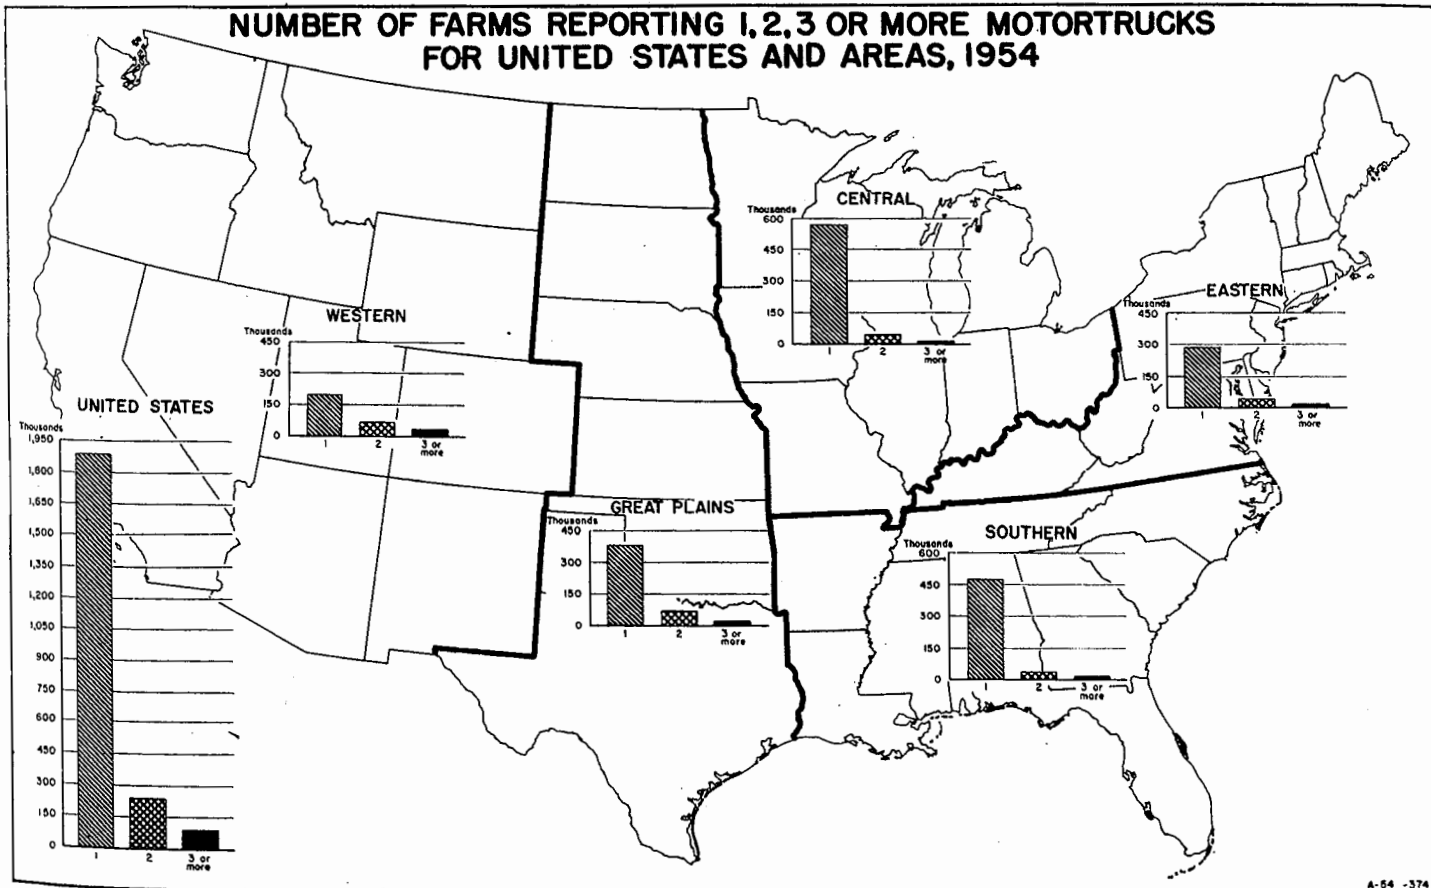 NUMBER OF FARMS REPORTING 1, 2, 3 OR MORE MOTORTRUCKS
FOR UNITED STATES AND AREAS, 1954
CENTRAL
Thousands
600
450
300
150
0
1
2
3 or
more
EASTERN
Thousands
450
300
150
0
1
2
3 or
more
WESTERN
Thousands
450
300
150
0
1
2
3 or
more
UNITED STATES
Thousands
1,950
1,800
1,650
1,500
1,350
1,200
1,050
900
750
600
450
300
150
0
1
2
3 or
more
GREAT PLAINS
Thousands
450
300
150
0
1
2
3 or
more
SOUTHERN
Thousands
600
450
300
150
0
1
2
3 or
more
A-54 -374